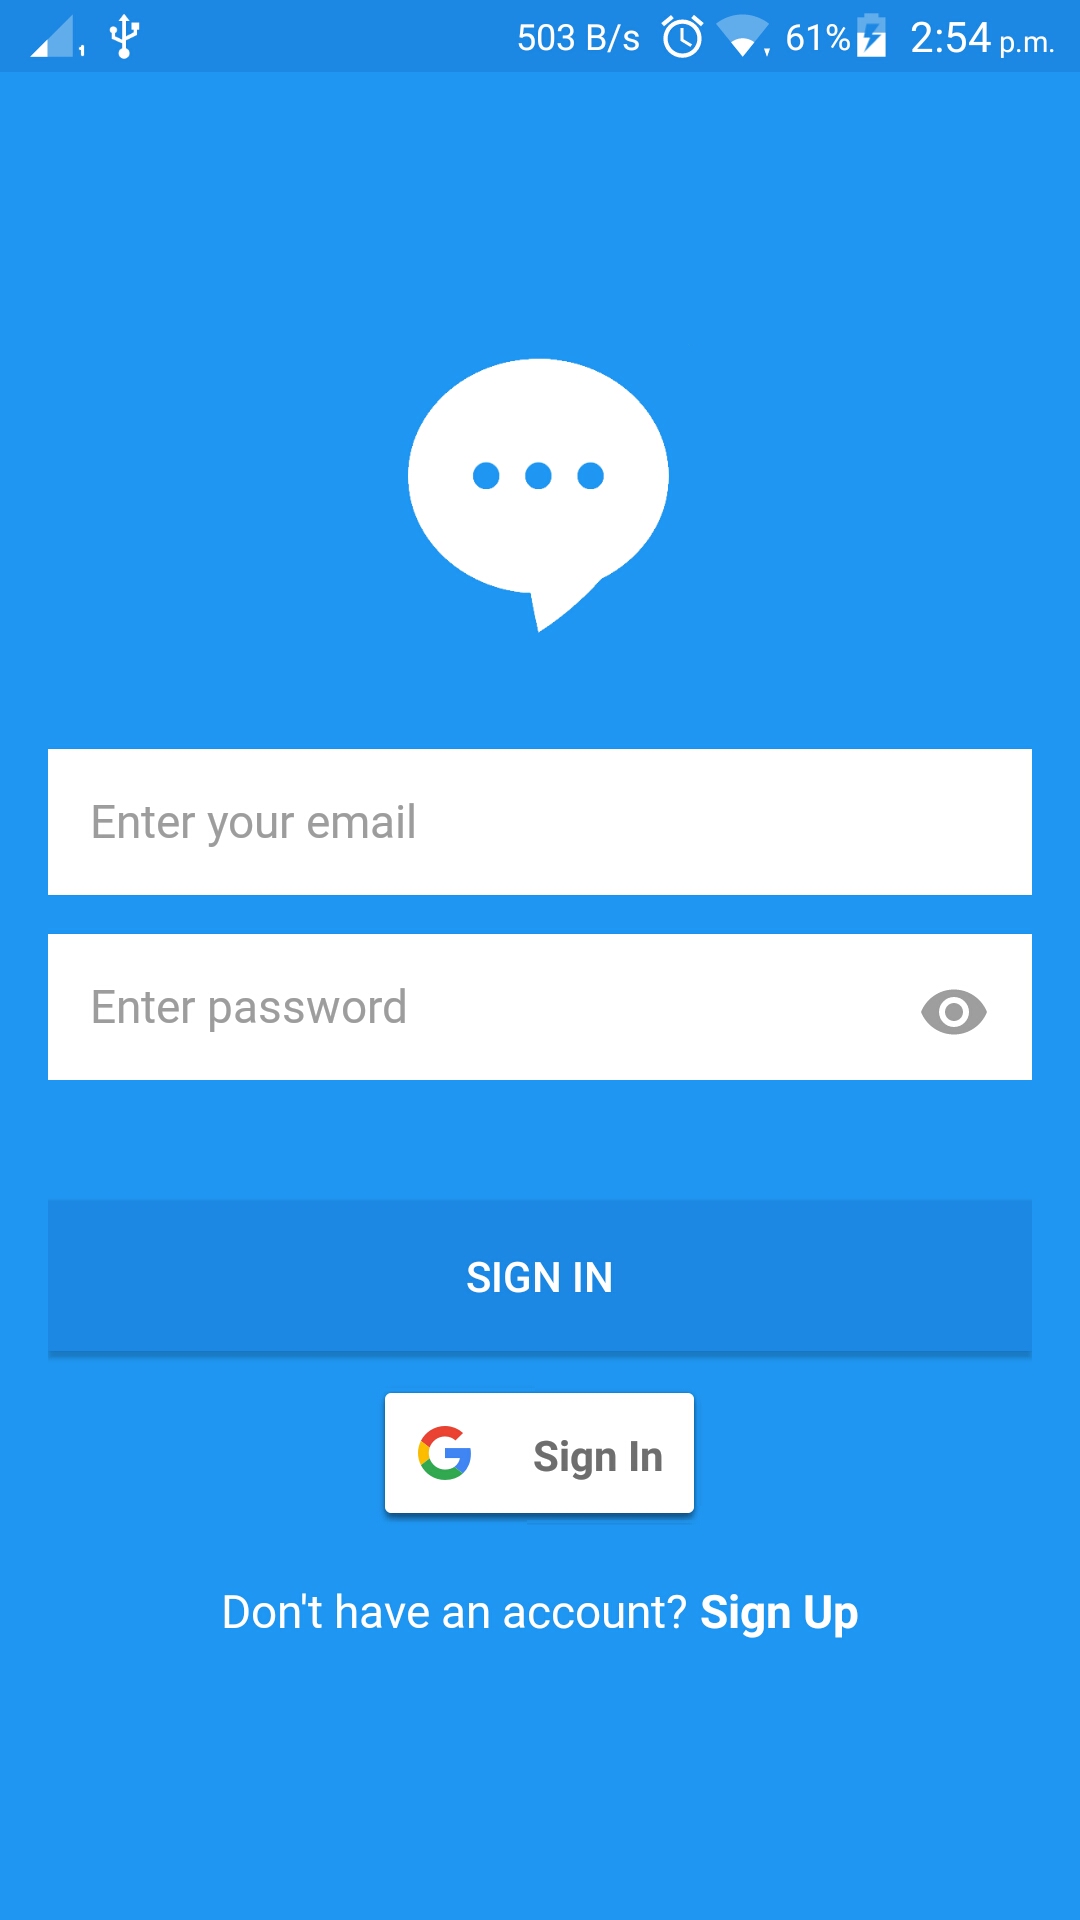 1 503 B/s 61% 2:54 p.m.
Enter your email
Enter password
SIGN IN
G Sign In
Don't have an account? Sign Up